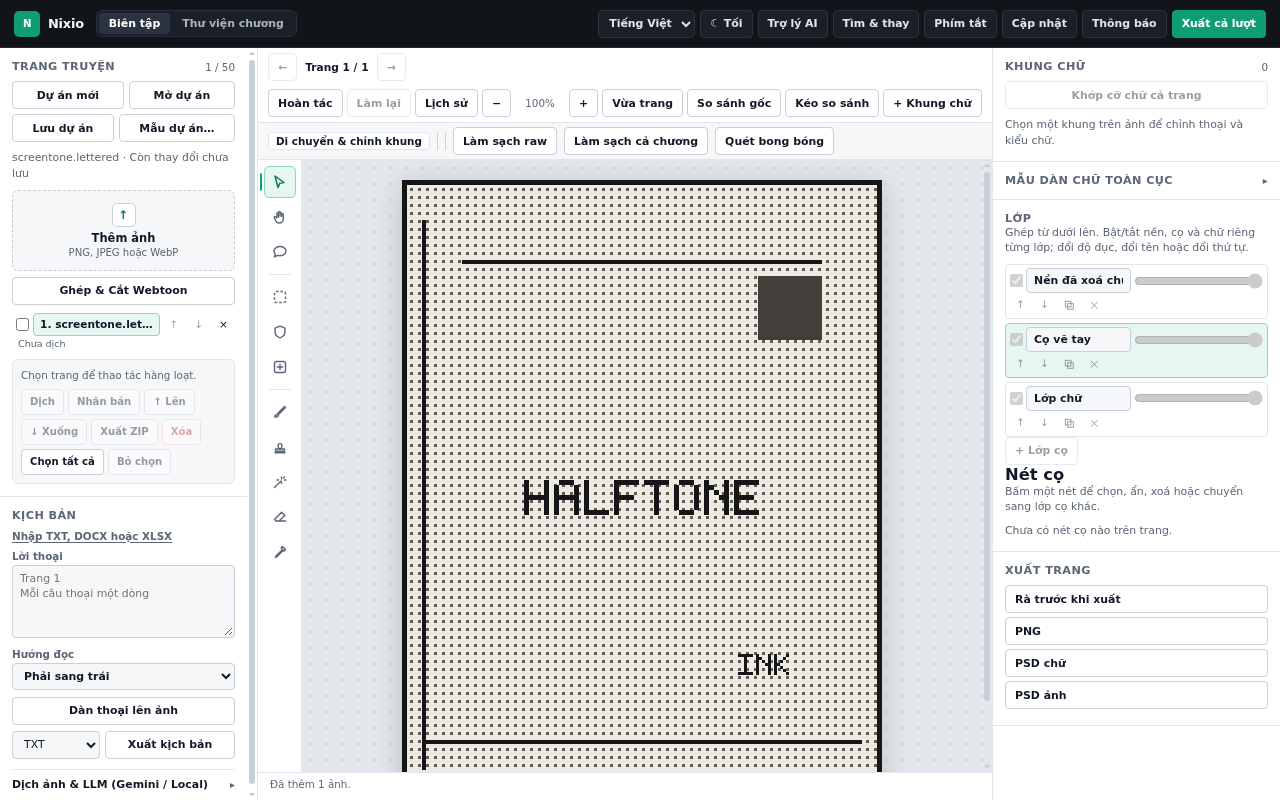 N Nixio Biên tập Thư viện chương Tiếng Việt ☾ Tối Trợ lý AI Tìm & thay Phím tắt Cập nhật Thông báo Xuất cả lượt
TRANG TRUYỆN 1 / 50
Dự án mới Mở dự án
Lưu dự án Mẫu dự án…
screentone.lettered · Còn thay đổi chưa
lưu
↑
Thêm ảnh
PNG, JPEG hoặc WebP
Ghép & Cắt Webtoon
1. screentone.let… ↑ ↓ ×
Chưa dịch
Chọn trang để thao tác hàng loạt.
Dịch Nhân bản ↑ Lên
↓ Xuống Xuất ZIP Xóa
Chọn tất cả Bỏ chọn
KỊCH BẢN
Nhập TXT, DOCX hoặc XLSX
Lời thoại
Trang 1
Mỗi câu thoại một dòng
Hướng đọc
Phải sang trái
Dàn thoại lên ảnh
TXT Xuất kịch bản
Dịch ảnh & LLM (Gemini / Local) ▸
← Trang 1 / 1 →
Hoàn tác Làm lại Lịch sử − 100% + Vừa trang So sánh gốc Kéo so sánh + Khung chữ
Di chuyển & chỉnh khung Làm sạch raw Làm sạch cả chương Quét bong bóng
HALFTONE
INK
Đã thêm 1 ảnh.
KHUNG CHỮ 0
Khớp cỡ chữ cả trang
Chọn một khung trên ảnh để chỉnh thoại và
kiểu chữ.
MẪU DÀN CHỮ TOÀN CỤC ▸
LỚP
Ghép từ dưới lên. Bật/tắt nền, cọ và chữ riêng
từng lớp; đổi độ dục, đổi tên hoặc đổi thứ tự.
Nền đã xoá chữ
↑ ↓
Cọ vẽ tay
↑ ↓
Lớp chữ
↑ ↓
+ Lớp cọ
Nét cọ
Bấm một nét để chọn, ẩn, xoá hoặc chuyển
sang lớp cọ khác.
Chưa có nét cọ nào trên trang.
XUẤT TRANG
Rà trước khi xuất
PNG
PSD chữ
PSD ảnh